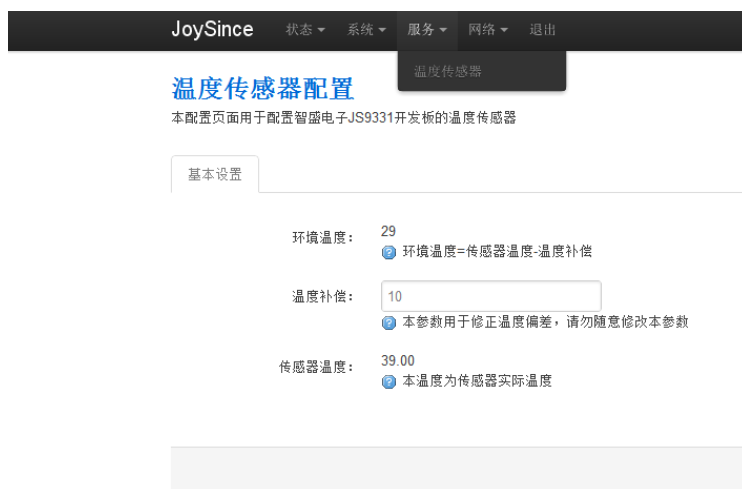 JoySince 状态 系统 服务 网络 退出
温度传感器
温度传感器配置
本配置页面用于配置智盛电子JS9331开发板的温度传感器
基本设置
环境温度： 29
环境温度=传感器温度-温度补偿
温度补偿： 10
本参数用于修正温度偏差，请勿随意修改本参数
传感器温度： 39.00
本温度为传感器实际温度